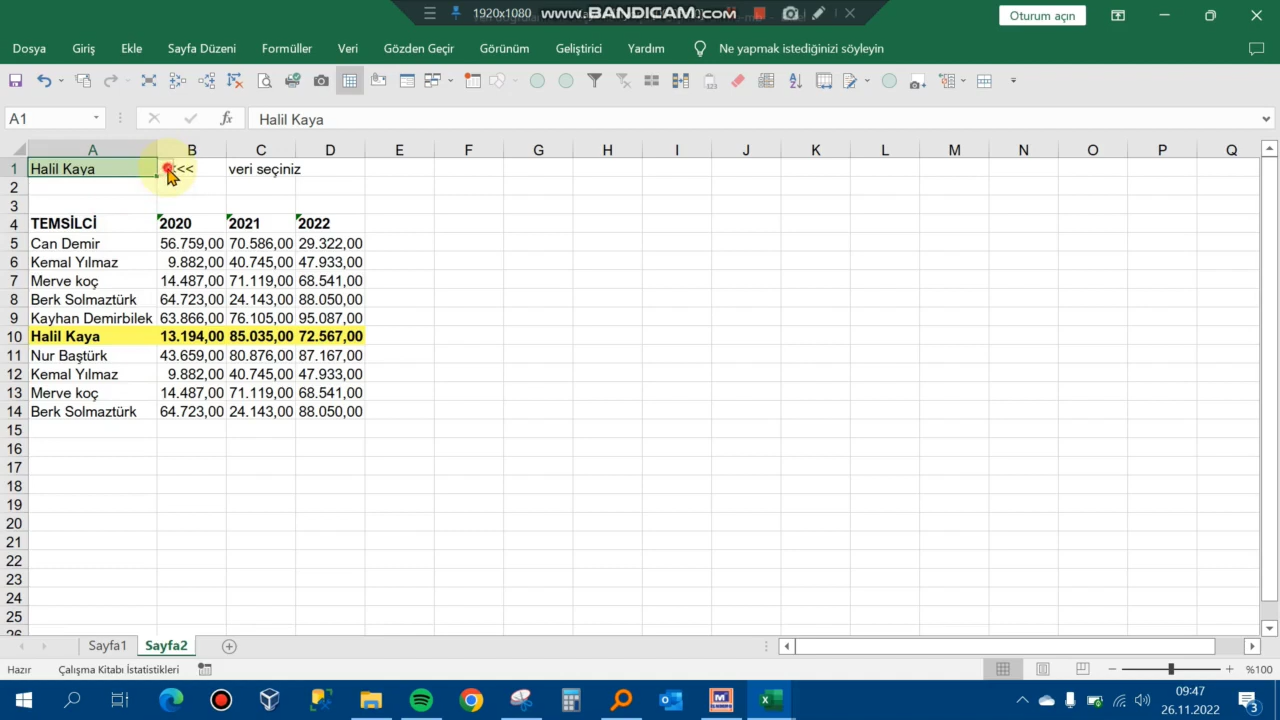 1920x1080 www.BANDICAM.com
Oturum açın
Dosya Giriş Ekle Sayfa Düzeni Formüller Veri Gözden Geçir Görünüm Geliştirici Yardım Ne yapmak istediğinizi söyleyin
A1 fx Halil Kaya
A B C D E F G H I J K L M N O P Q
1 Halil Kaya <<< veri seçiniz
2
3
4 TEMSİLCİ 2020 2021 2022
5 Can Demir 56.759,00 70.586,00 29.322,00
6 Kemal Yılmaz 9.882,00 40.745,00 47.933,00
7 Merve koç 14.487,00 71.119,00 68.541,00
8 Berk Solmaztürk 64.723,00 24.143,00 88.050,00
9 Kayhan Demirbilek 63.866,00 76.105,00 95.087,00
10 Halil Kaya 13.194,00 85.035,00 72.567,00
11 Nur Baştürk 43.659,00 80.876,00 87.167,00
12 Kemal Yılmaz 9.882,00 40.745,00 47.933,00
13 Merve koç 14.487,00 71.119,00 68.541,00
14 Berk Solmaztürk 64.723,00 24.143,00 88.050,00
15
16
17
18
19
20
21
22
23
24
25
26
Sayfa1 Sayfa2
Hazır Çalışma Kitabı İstatistikleri %100
09:47
26.11.2022 3